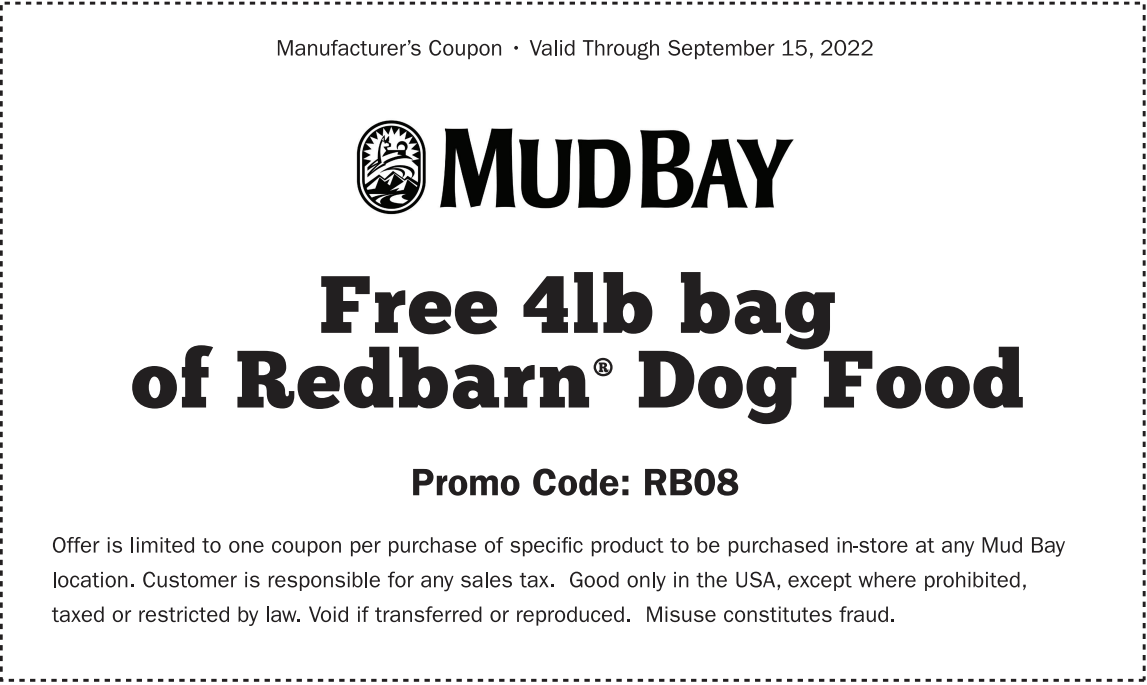 Manufacturer's Coupon • Valid Through September 15, 2022
MUD BAY
Free 4lb bag
of Redbarn® Dog Food
Promo Code: RB08
Offer is limited to one coupon per purchase of specific product to be purchased in-store at any Mud Bay
location. Customer is responsible for any sales tax.  Good only in the USA, except where prohibited,
taxed or restricted by law. Void if transferred or reproduced.  Misuse constitutes fraud.